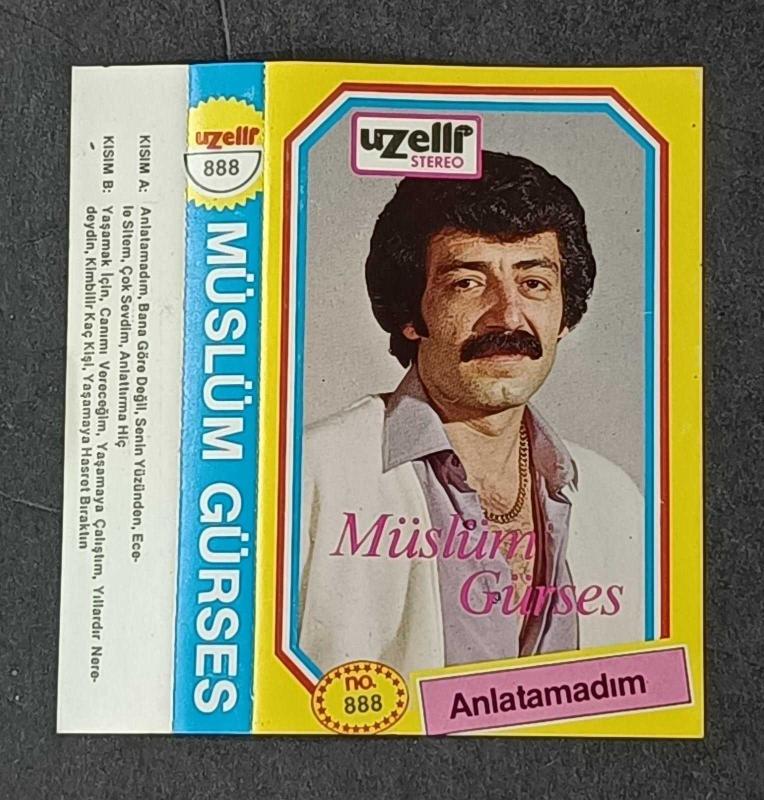 KISIM A: Anlatamadım, Bana Göre Değil, Senin Yüzünden, Ece-
le Sitem, Çok Sevdim, Anlattırma Hiç
KISIM B: Yaşamak İçin, Canımı Vereceğim, Yaşamaya Çalıştım, Yıllardır Nere-
deydin, Kimbilir Kaç Kişi, Yaşamaya Hasret Bıraktın
uzelli
888
MÜSLÜM GÜRSES
uzelli
STEREO
Müslüm
Gürses
no.
888
Anlatamadım